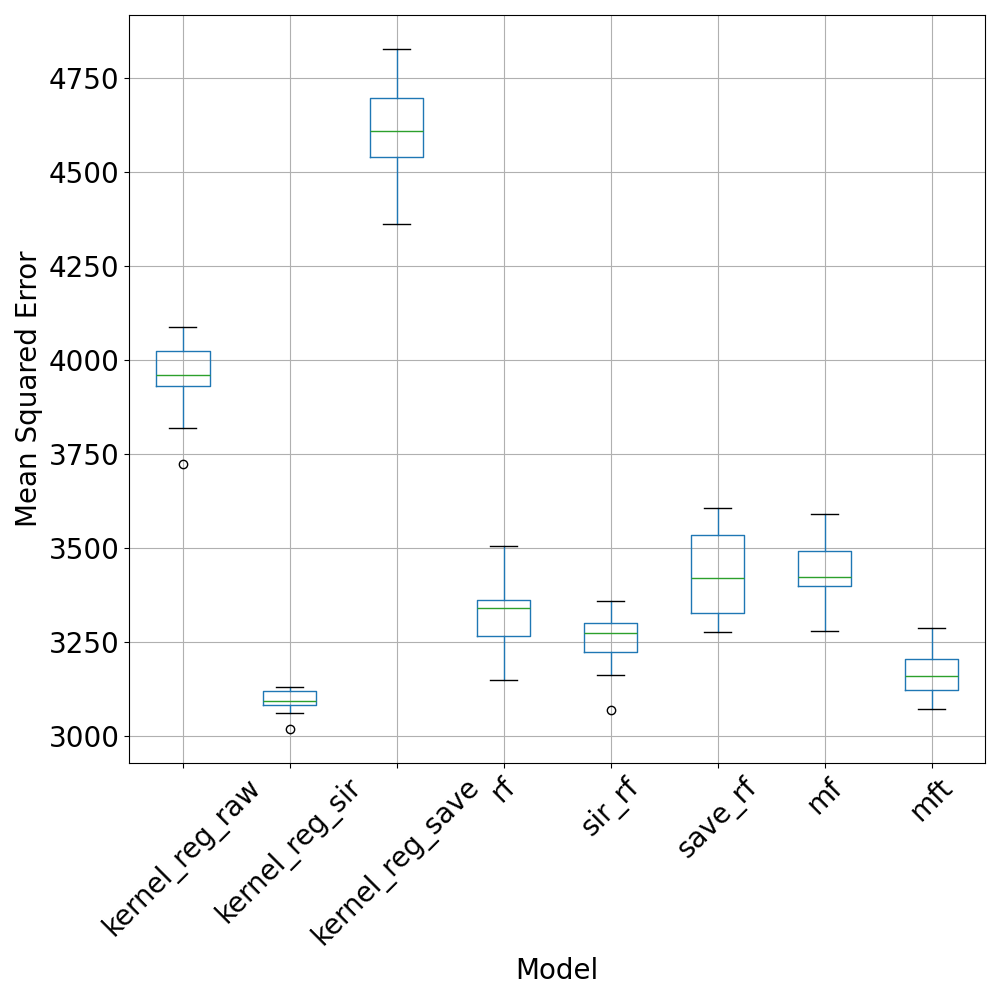 Mean Squared Error
4750
4500
4250
4000
3750
3500
3250
3000
kernel_reg_raw
kernel_reg_sir
kernel_reg_save
rf
sir_rf
save_rf
mf
mft
Model